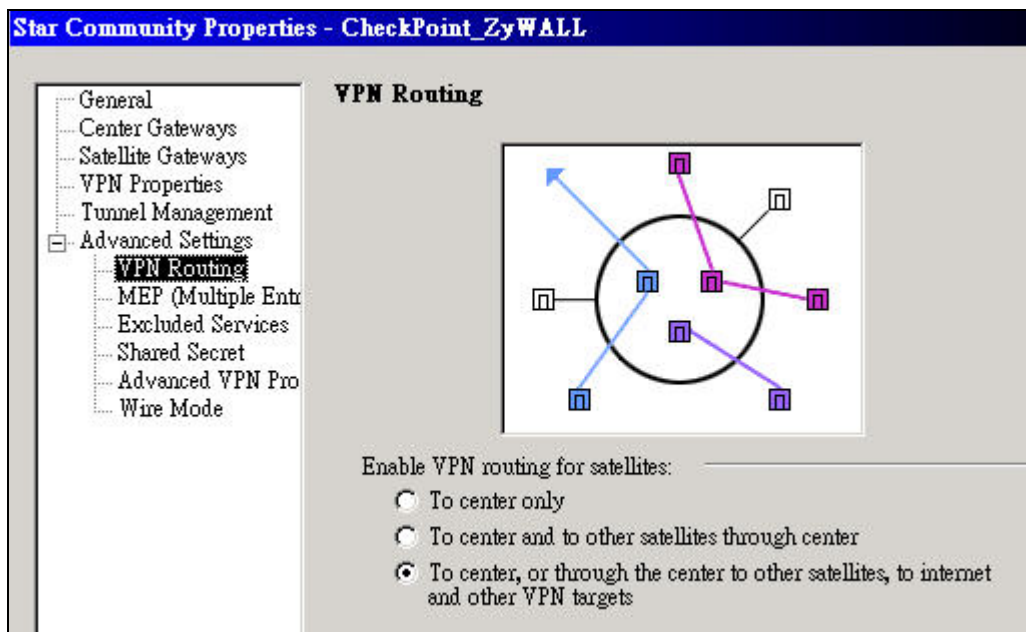 Star Community Properties - CheckPoint_ZyWALL
General
Center Gateways
Satellite Gateways
VPN Properties
Tunnel Management
Advanced Settings
VPN Routing
MEP (Multiple Entr
Excluded Services
Shared Secret
Advanced VPN Pro
Wire Mode
VPN Routing
Enable VPN routing for satellites:
To center only
To center and to other satellites through center
To center, or through the center to other satellites, to internet
and other VPN targets